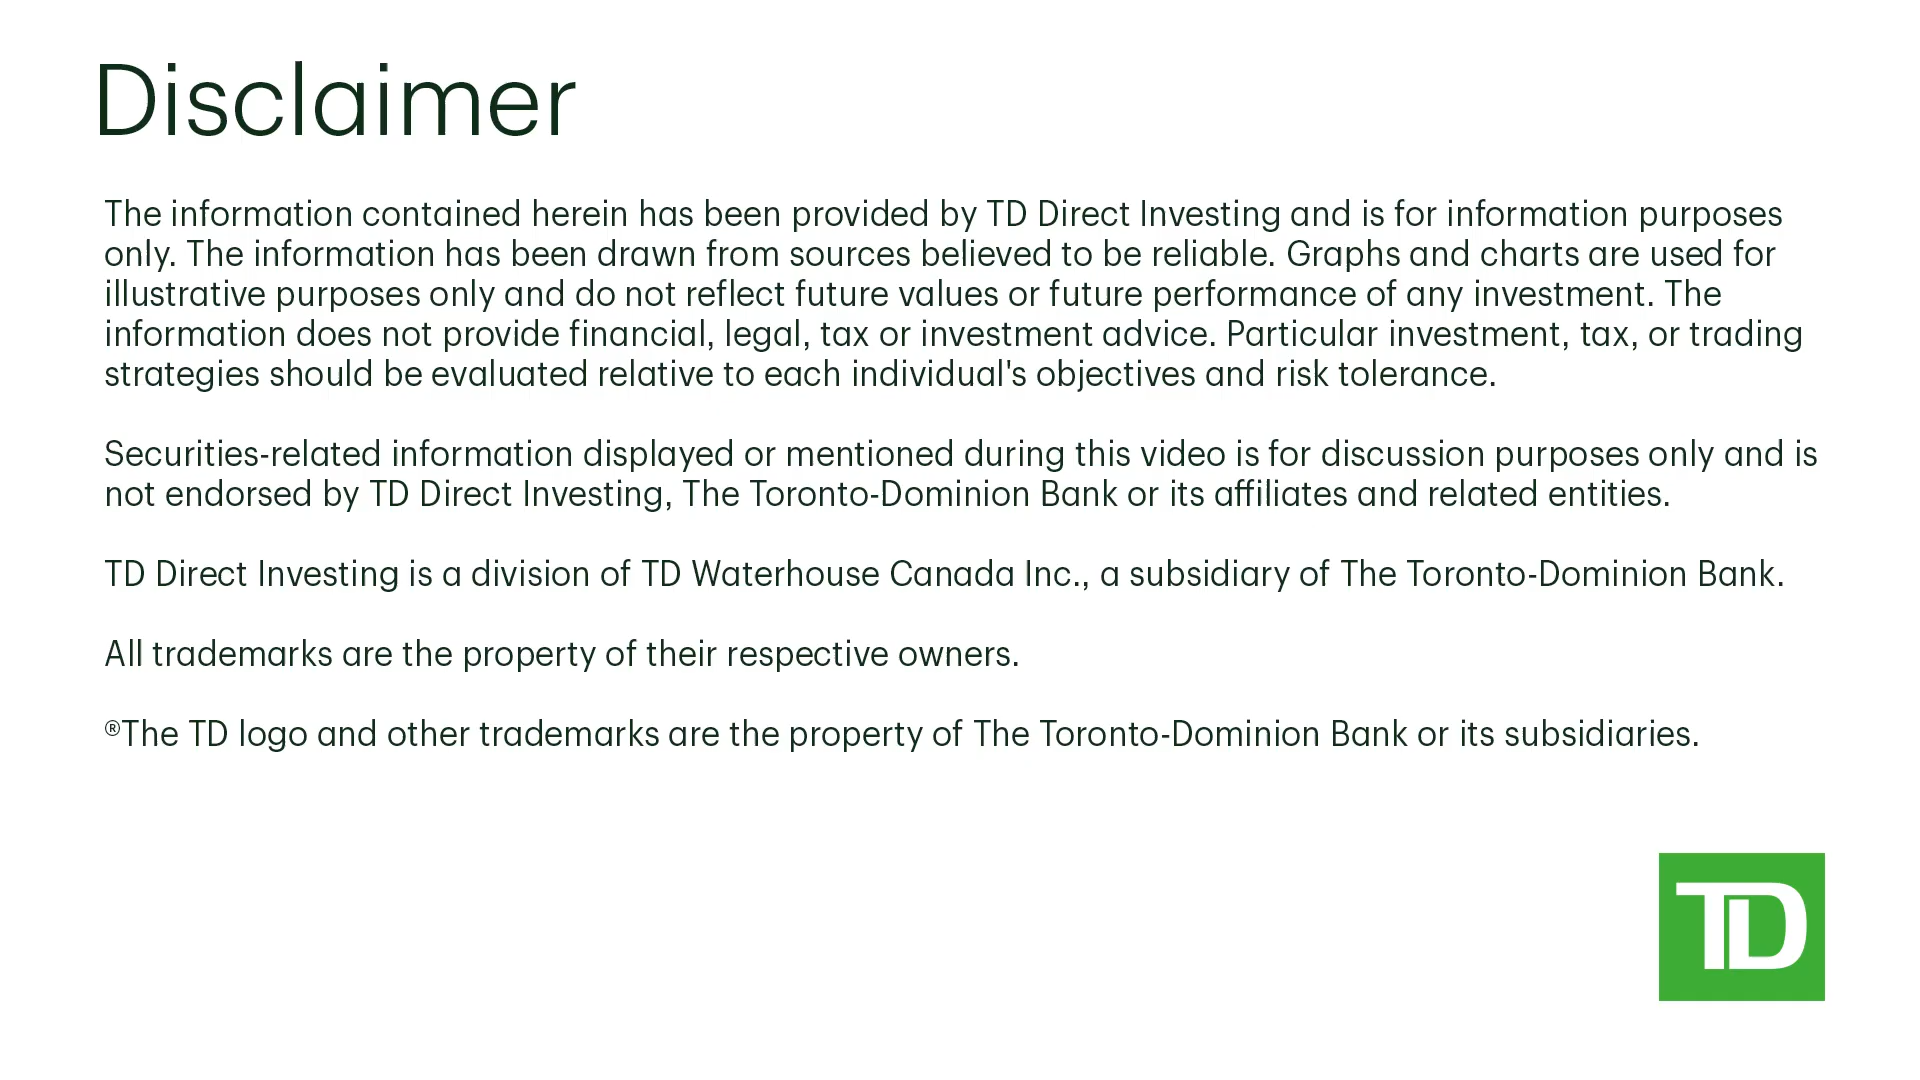 Disclaimer
The information contained herein has been provided by TD Direct Investing and is for information purposes
only. The information has been drawn from sources believed to be reliable. Graphs and charts are used for
illustrative purposes only and do not reflect future values or future performance of any investment. The
information does not provide financial, legal, tax or investment advice. Particular investment, tax, or trading
strategies should be evaluated relative to each individual's objectives and risk tolerance.
Securities-related information displayed or mentioned during this video is for discussion purposes only and is
not endorsed by TD Direct Investing, The Toronto-Dominion Bank or its affiliates and related entities.
TD Direct Investing is a division of TD Waterhouse Canada Inc., a subsidiary of The Toronto-Dominion Bank.
All trademarks are the property of their respective owners.
®The TD logo and other trademarks are the property of The Toronto-Dominion Bank or its subsidiaries.
TD